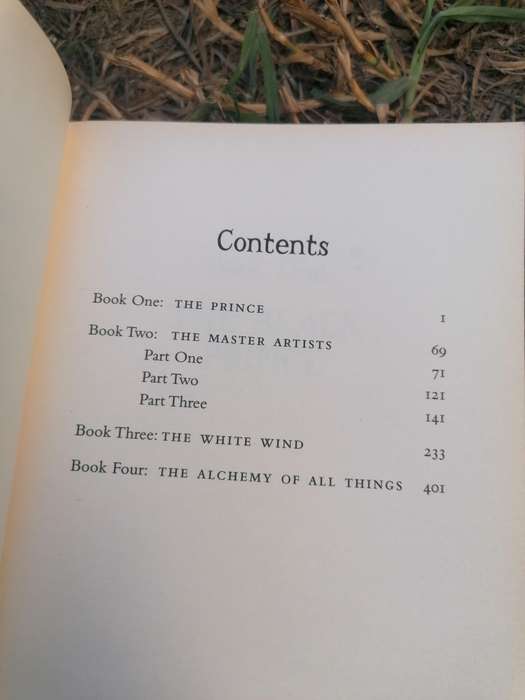 Contents
Book One: THE PRINCE 1
Book Two: THE MASTER ARTISTS 69
Part One 71
Part Two 121
Part Three 141
Book Three: THE WHITE WIND 233
Book Four: THE ALCHEMY OF ALL THINGS 401